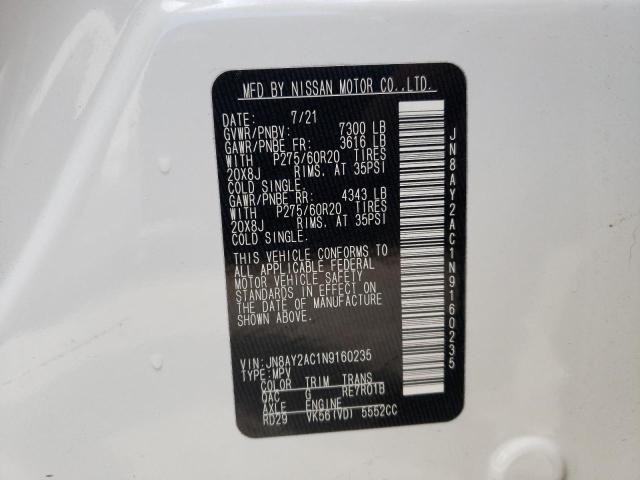 MFD BY NISSAN MOTOR CO.,LTD.
DATE: 7/21
GVWR/PNBV: 7300 LB
GAWR/PNBE FR: 3616 LB
WITH P275/60R20 TIRES
20X8J RIMS. AT 35PSI
COLD SINGLE.
GAWR/PNBE RR: 4343 LB
WITH P275/60R20 TIRES
20X8J RIMS. AT 35PSI
COLD SINGLE.
THIS VEHICLE CONFORMS TO
ALL APPLICABLE FEDERAL
MOTOR VEHICLE SAFETY
STANDARDS IN EFFECT ON
THE DATE OF MANUFACTURE
SHOWN ABOVE.
VIN: JN8AY2AC1N9160235
TYPE: MPV
COLOR TRIM TRANS
QAC G RE7R01B
AXLE ENGINE
RD29 VK56(VD) 5552CC
JN8AY2AC1N9160235